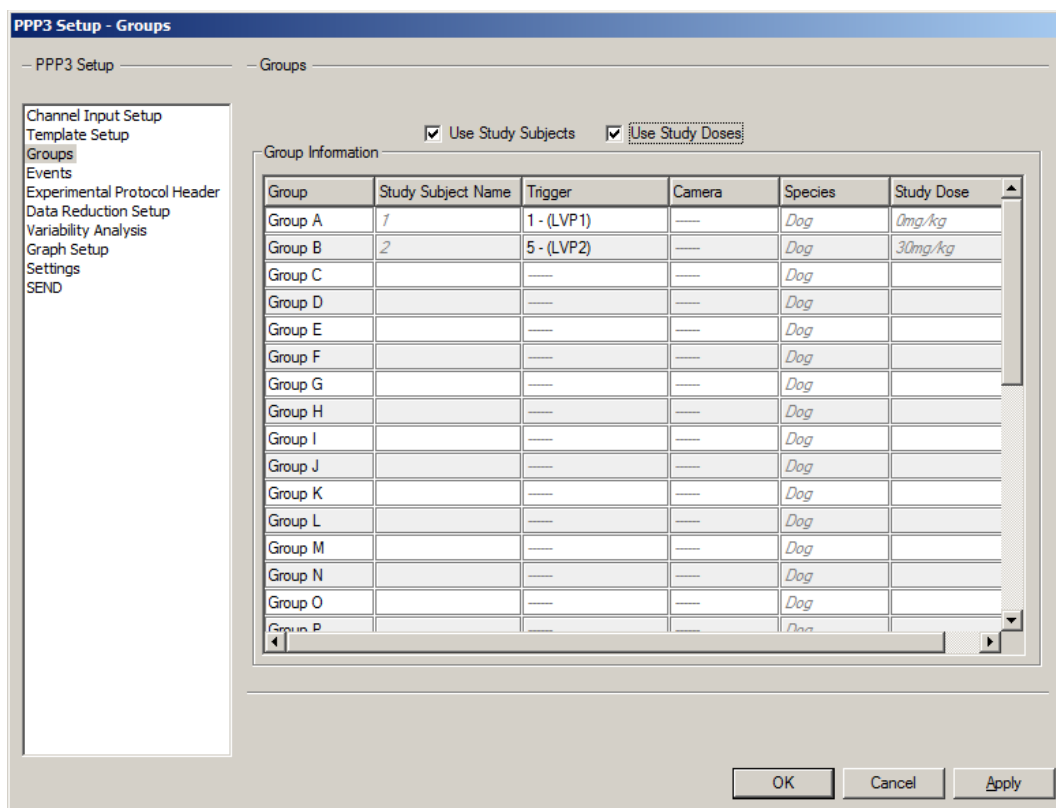 PPP3 Setup - Groups
PPP3 Setup
Groups
Channel Input Setup
Template Setup
Groups
Events
Experimental Protocol Header
Data Reduction Setup
Variability Analysis
Graph Setup
Settings
SEND
Use Study Subjects Use Study Doses
Group Information
Group Study Subject Name Trigger Camera Species Study Dose
Group A 1 1 - (LVP1) ------ Dog 0mg/kg
Group B 2 5 - (LVP2) ------ Dog 30mg/kg
Group C ------ ------ Dog
Group D ------ ------ Dog
Group E ------ ------ Dog
Group F ------ ------ Dog
Group G ------ ------ Dog
Group H ------ ------ Dog
Group I ------ ------ Dog
Group J ------ ------ Dog
Group K ------ ------ Dog
Group L ------ ------ Dog
Group M ------ ------ Dog
Group N ------ ------ Dog
Group O ------ ------ Dog
Group P ------ ------ Dog
OK Cancel Apply